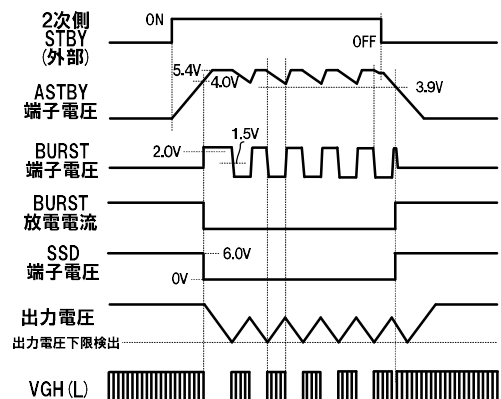 2次側
STBY
(外部)
ON
OFF
5.4V
4.0V
3.9V
ASTBY
端子電圧
1.5V
2.0V
BURST
端子電圧
BURST
放電電流
SSD
端子電圧
6.0V
0V
出力電圧
出力電圧下限検出
VGH(L)